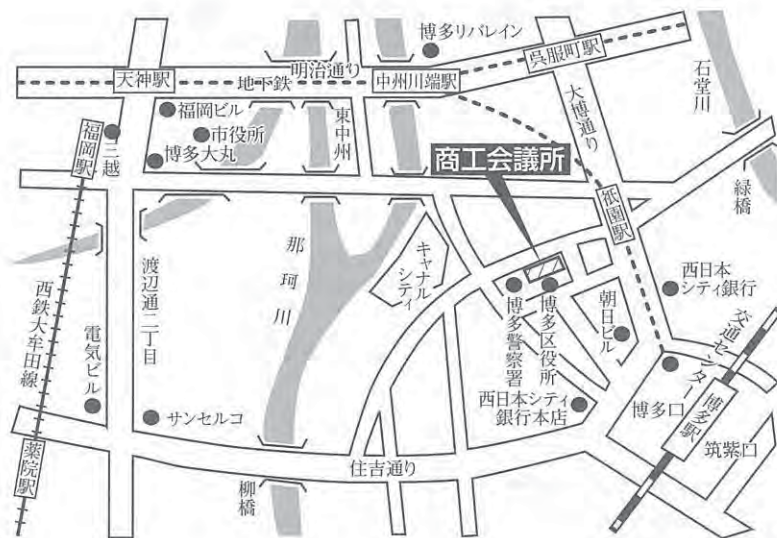 博多リバレイン
呉服町駅
明治通り
天神駅
地下鉄
中州川端駅
石堂川
大博通り
福岡ビル
市役所
博多大丸
東中州
福岡駅
三越
商工会議所
緑橋
祇園駅
キャナル
シティ
那珂川
渡辺通二丁目
西鉄大牟田線
電気ビル
西日本
シティ銀行
朝日ビル
博多区役所
博多警察署
交通センター
西日本シティ
銀行本店
博多口
博多駅
筑紫口
サンセルコ
住吉通り
薬院駅
柳橋